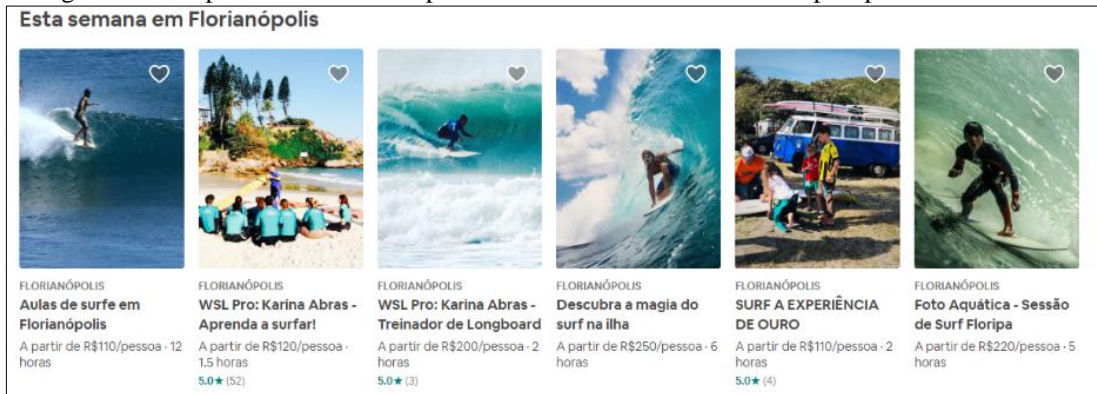 Esta semana em Florianópolis
FLORIANÓPOLIS
Aulas de surfe em
Florianópolis
A partir de R$110/pessoa · 12
horas
FLORIANÓPOLIS
WSL Pro: Karina Abras -
Aprenda a surfar!
A partir de R$120/pessoa ·
1.5 horas
5.0★ (52)
FLORIANÓPOLIS
WSL Pro: Karina Abras -
Treinador de Longboard
A partir de R$200/pessoa · 2
horas
5.0★ (3)
FLORIANÓPOLIS
Descubra a magia do
surf na ilha
A partir de R$250/pessoa · 6
horas
FLORIANÓPOLIS
SURF A EXPERIÊNCIA
DE OURO
A partir de R$110/pessoa · 2
horas
5.0★ (4)
FLORIANÓPOLIS
Foto Aquática - Sessão
de Surf Floripa
A partir de R$220/pessoa · 5
horas